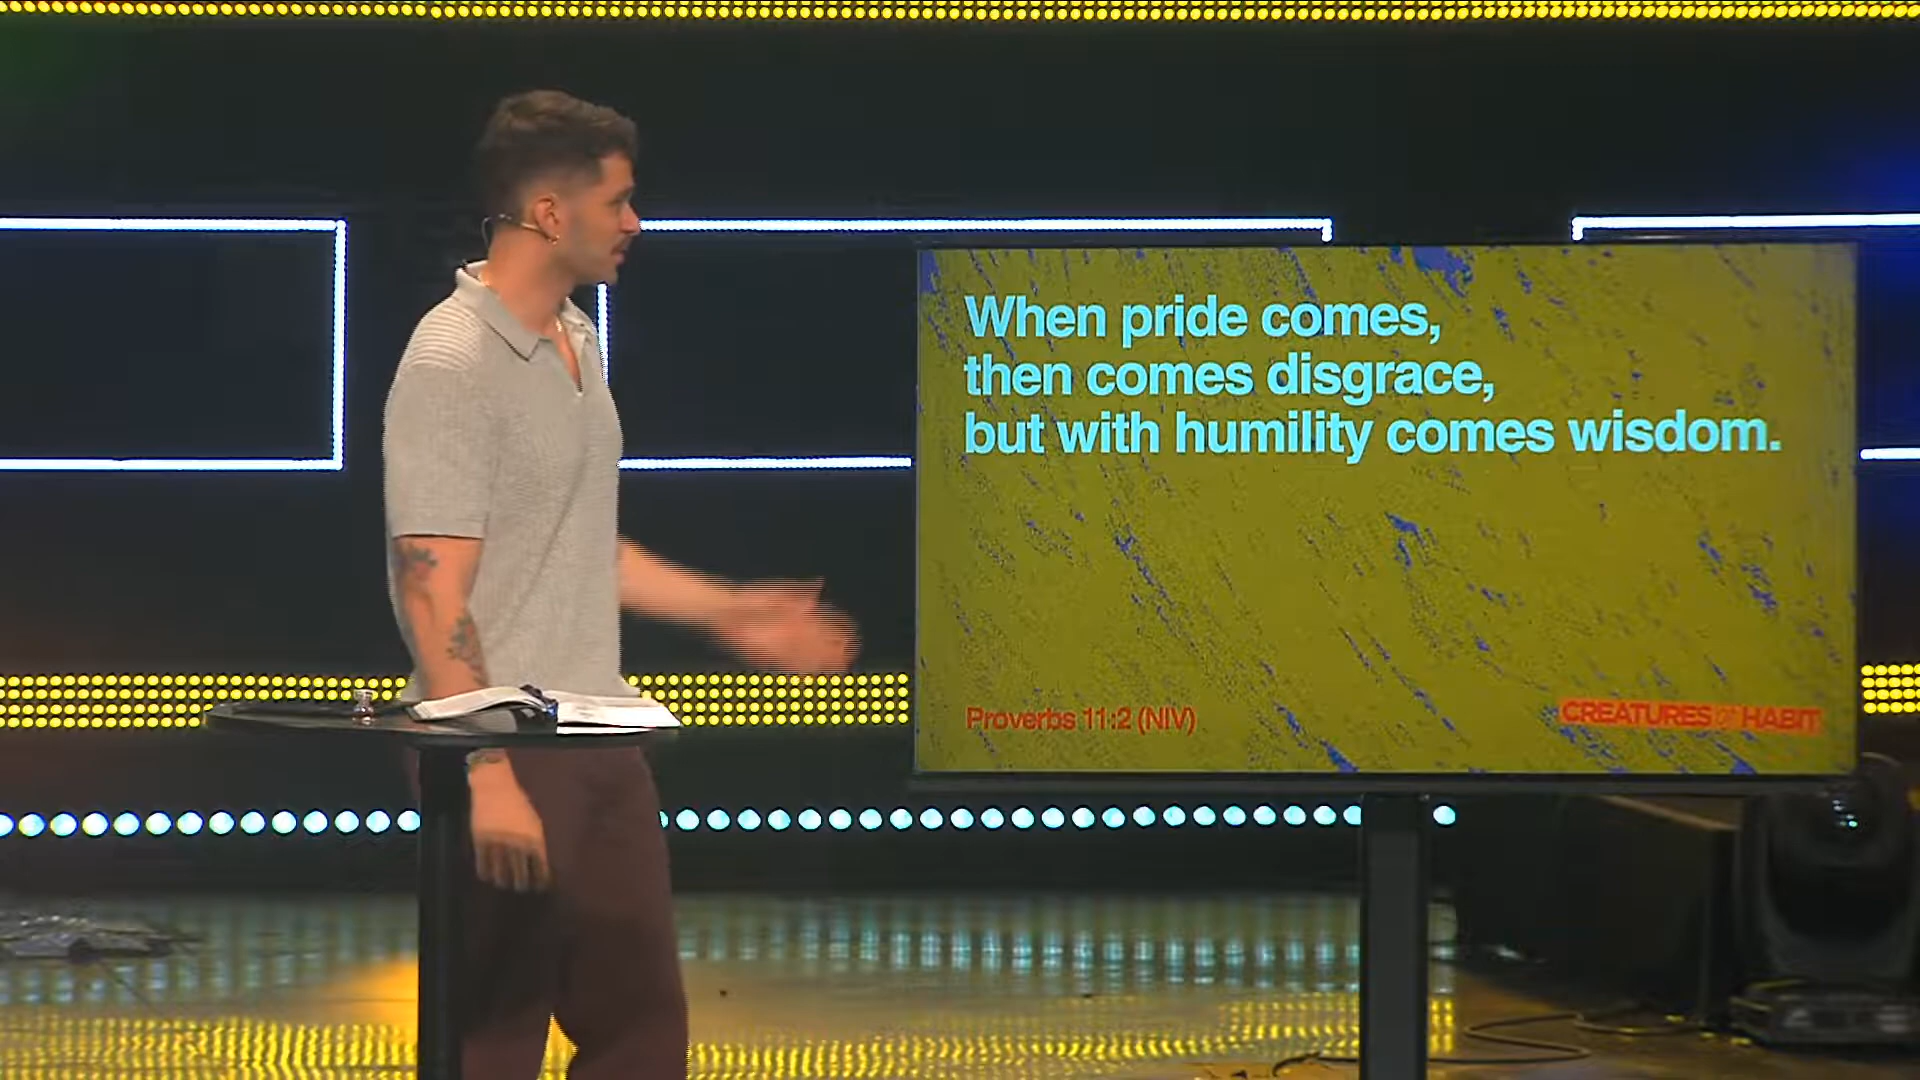 When pride comes,
then comes disgrace,
but with humility comes wisdom.
Proverbs 11:2 (NIV)
CREATURES OF HABIT